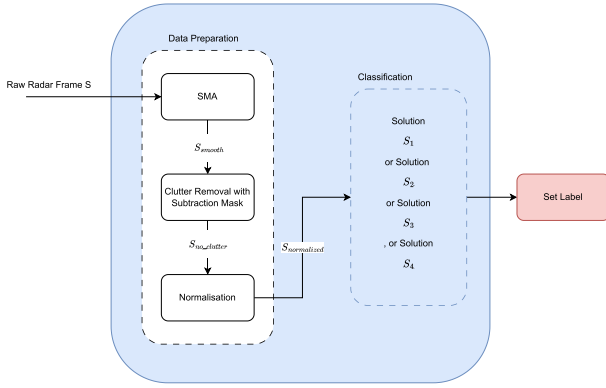 Data Preparation
Raw Radar Frame S
SMA
S_smooth
Clutter Removal with
Subtraction Mask
S_no_clutter
Normalisation
S_normalized
Classification
Solution
S_1
or Solution
S_2
or Solution
S_3
, or Solution
S_4
Set Label